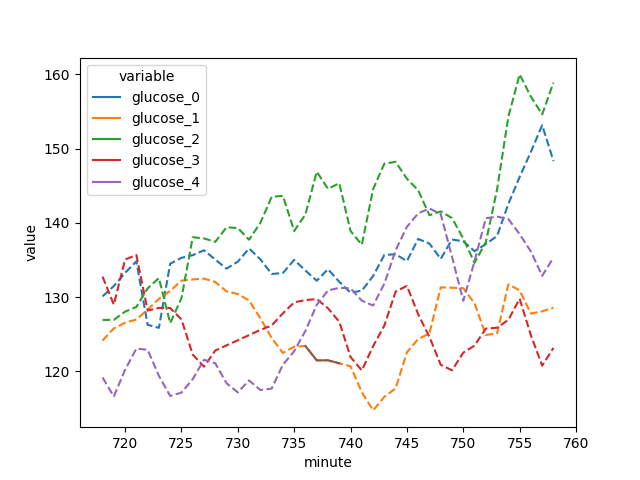 160
150
140
130
120
value
variable
glucose_0
glucose_1
glucose_2
glucose_3
glucose_4
720 725 730 735 740 745 750 755 760
minute